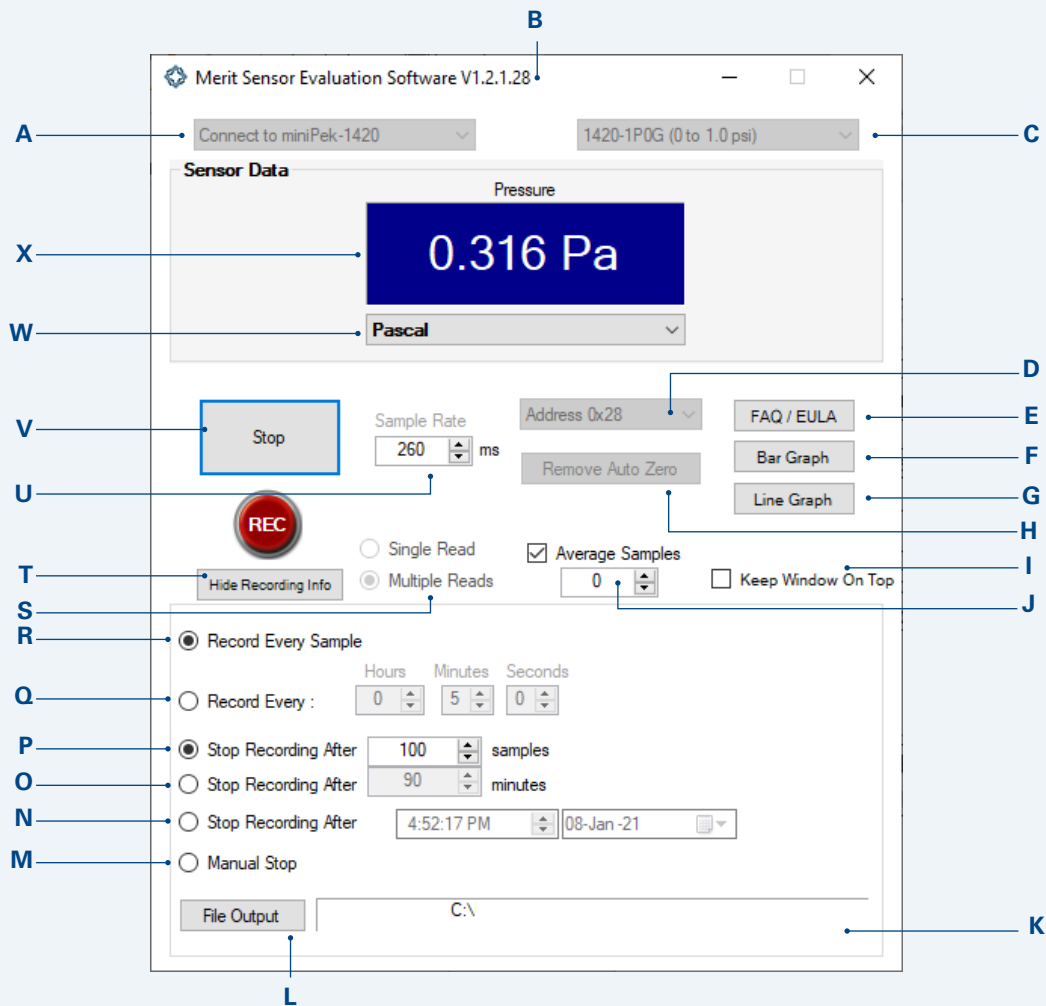 B
Merit Sensor Evaluation Software V1.2.1.28
A Connect to miniPek-1420 1420-1P0G (0 to 1.0 psi) C
Sensor Data
Pressure
X 0.316 Pa
W Pascal
D
V Stop Sample Rate Address 0x28 FAQ / EULA E
260 ms Bar Graph F
U Remove Auto Zero Line Graph G
REC H
Single Read Average Samples I
T Hide Recording Info Multiple Reads 0 Keep Window On Top
S J
R Record Every Sample
Hours Minutes Seconds
Q Record Every : 0 5 0
P Stop Recording After 100 samples
O Stop Recording After 90 minutes
N Stop Recording After 4:52:17 PM 08-Jan -21
M Manual Stop
File Output C:\ K
L